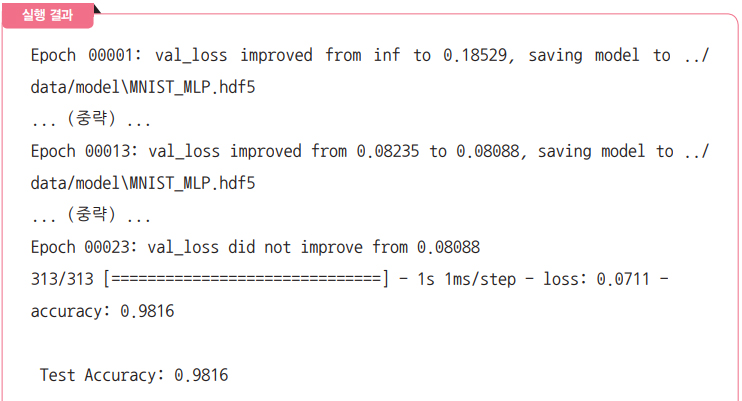 실행 결과
Epoch 00001: val_loss improved from inf to 0.18529, saving model to ../
data/model\MNIST_MLP.hdf5
... (중략) ...
Epoch 00013: val_loss improved from 0.08235 to 0.08088, saving model to ../
data/model\MNIST_MLP.hdf5
... (중략) ...
Epoch 00023: val_loss did not improve from 0.08088
313/313 [==============================] - 1s 1ms/step - loss: 0.0711 -
accuracy: 0.9816
Test Accuracy: 0.9816